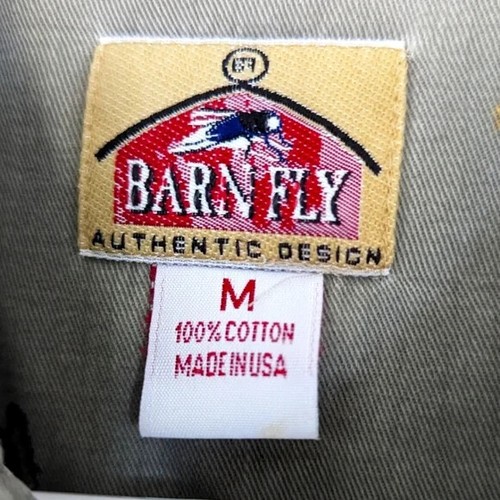 BARN FLY
AUTHENTIC DESIGN
M
100% COTTON
MADE IN USA